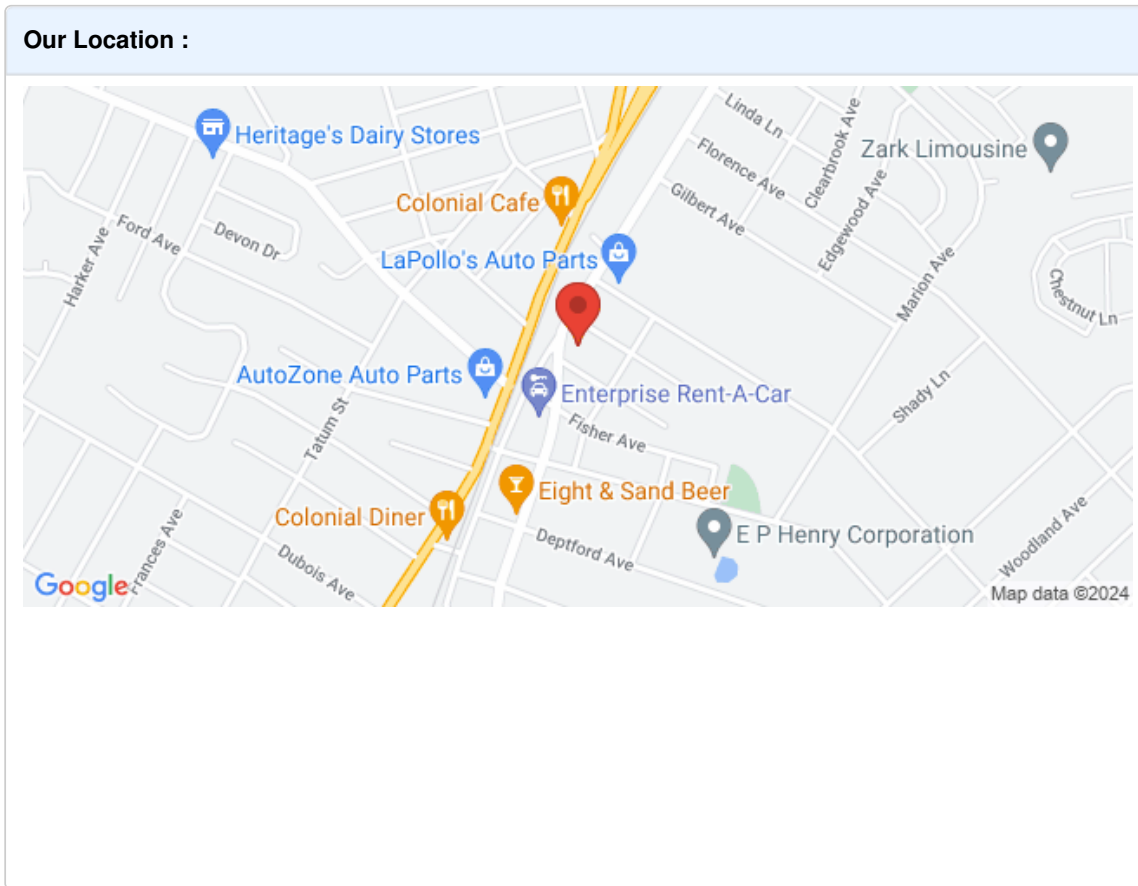 Our Location :
Linda Ln
Heritage's Dairy Stores
Clearbrook Ave
Zark Limousine
Florence Ave
Colonial Cafe
Gilbert Ave
Edgewood Ave
Ford Ave
Devon Dr
Harker Ave
LaPollo's Auto Parts
Marion Ave
Chestnut Ln
AutoZone Auto Parts
Enterprise Rent-A-Car
Shady Ln
Tatum St
Fisher Ave
Eight & Sand Beer
Colonial Diner
E P Henry Corporation
Deptford Ave
Woodland Ave
Frances Ave
Dubois Ave
Google
Map data ©2024